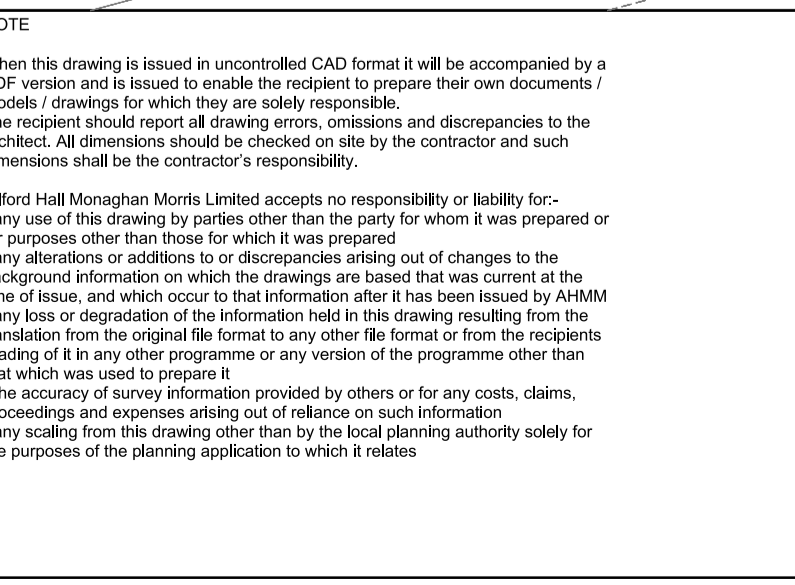 OTE
hen this drawing is issued in uncontrolled CAD format it will be accompanied by a
DF version and is issued to enable the recipient to prepare their own documents /
odels / drawings for which they are solely responsible.
he recipient should report all drawing errors, omissions and discrepancies to the
chitect. All dimensions should be checked on site by the contractor and such
mensions shall be the contractor's responsibility.
lford Hall Monaghan Morris Limited accepts no responsibility or liability for:-
any use of this drawing by parties other than the party for whom it was prepared or
r purposes other than those for which it was prepared
any alterations or additions to or discrepancies arising out of changes to the
ackground information on which the drawings are based that was current at the
me of issue, and which occur to that information after it has been issued by AHMM
any loss or degradation of the information held in this drawing resulting from the
anslation from the original file format to any other file format or from the recipients
ading of it in any other programme or any version of the programme other than
at which was used to prepare it
he accuracy of survey information provided by others or for any costs, claims,
oceedings and expenses arising out of reliance on such information
any scaling from this drawing other than by the local planning authority solely for
e purposes of the planning application to which it relates